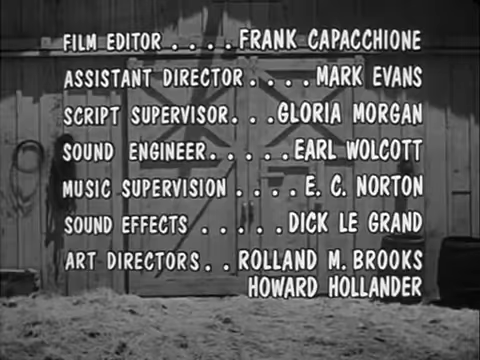 FILM EDITOR . . . . FRANK CAPACCHIONE
ASSISTANT DIRECTOR . . . . MARK EVANS
SCRIPT SUPERVISOR . . . GLORIA MORGAN
SOUND ENGINEER . . . . . EARL WOLCOTT
MUSIC SUPERVISION . . . . E. C. NORTON
SOUND EFFECTS . . . . . DICK LE GRAND
ART DIRECTORS . . ROLLAND M. BROOKS
HOWARD HOLLANDER